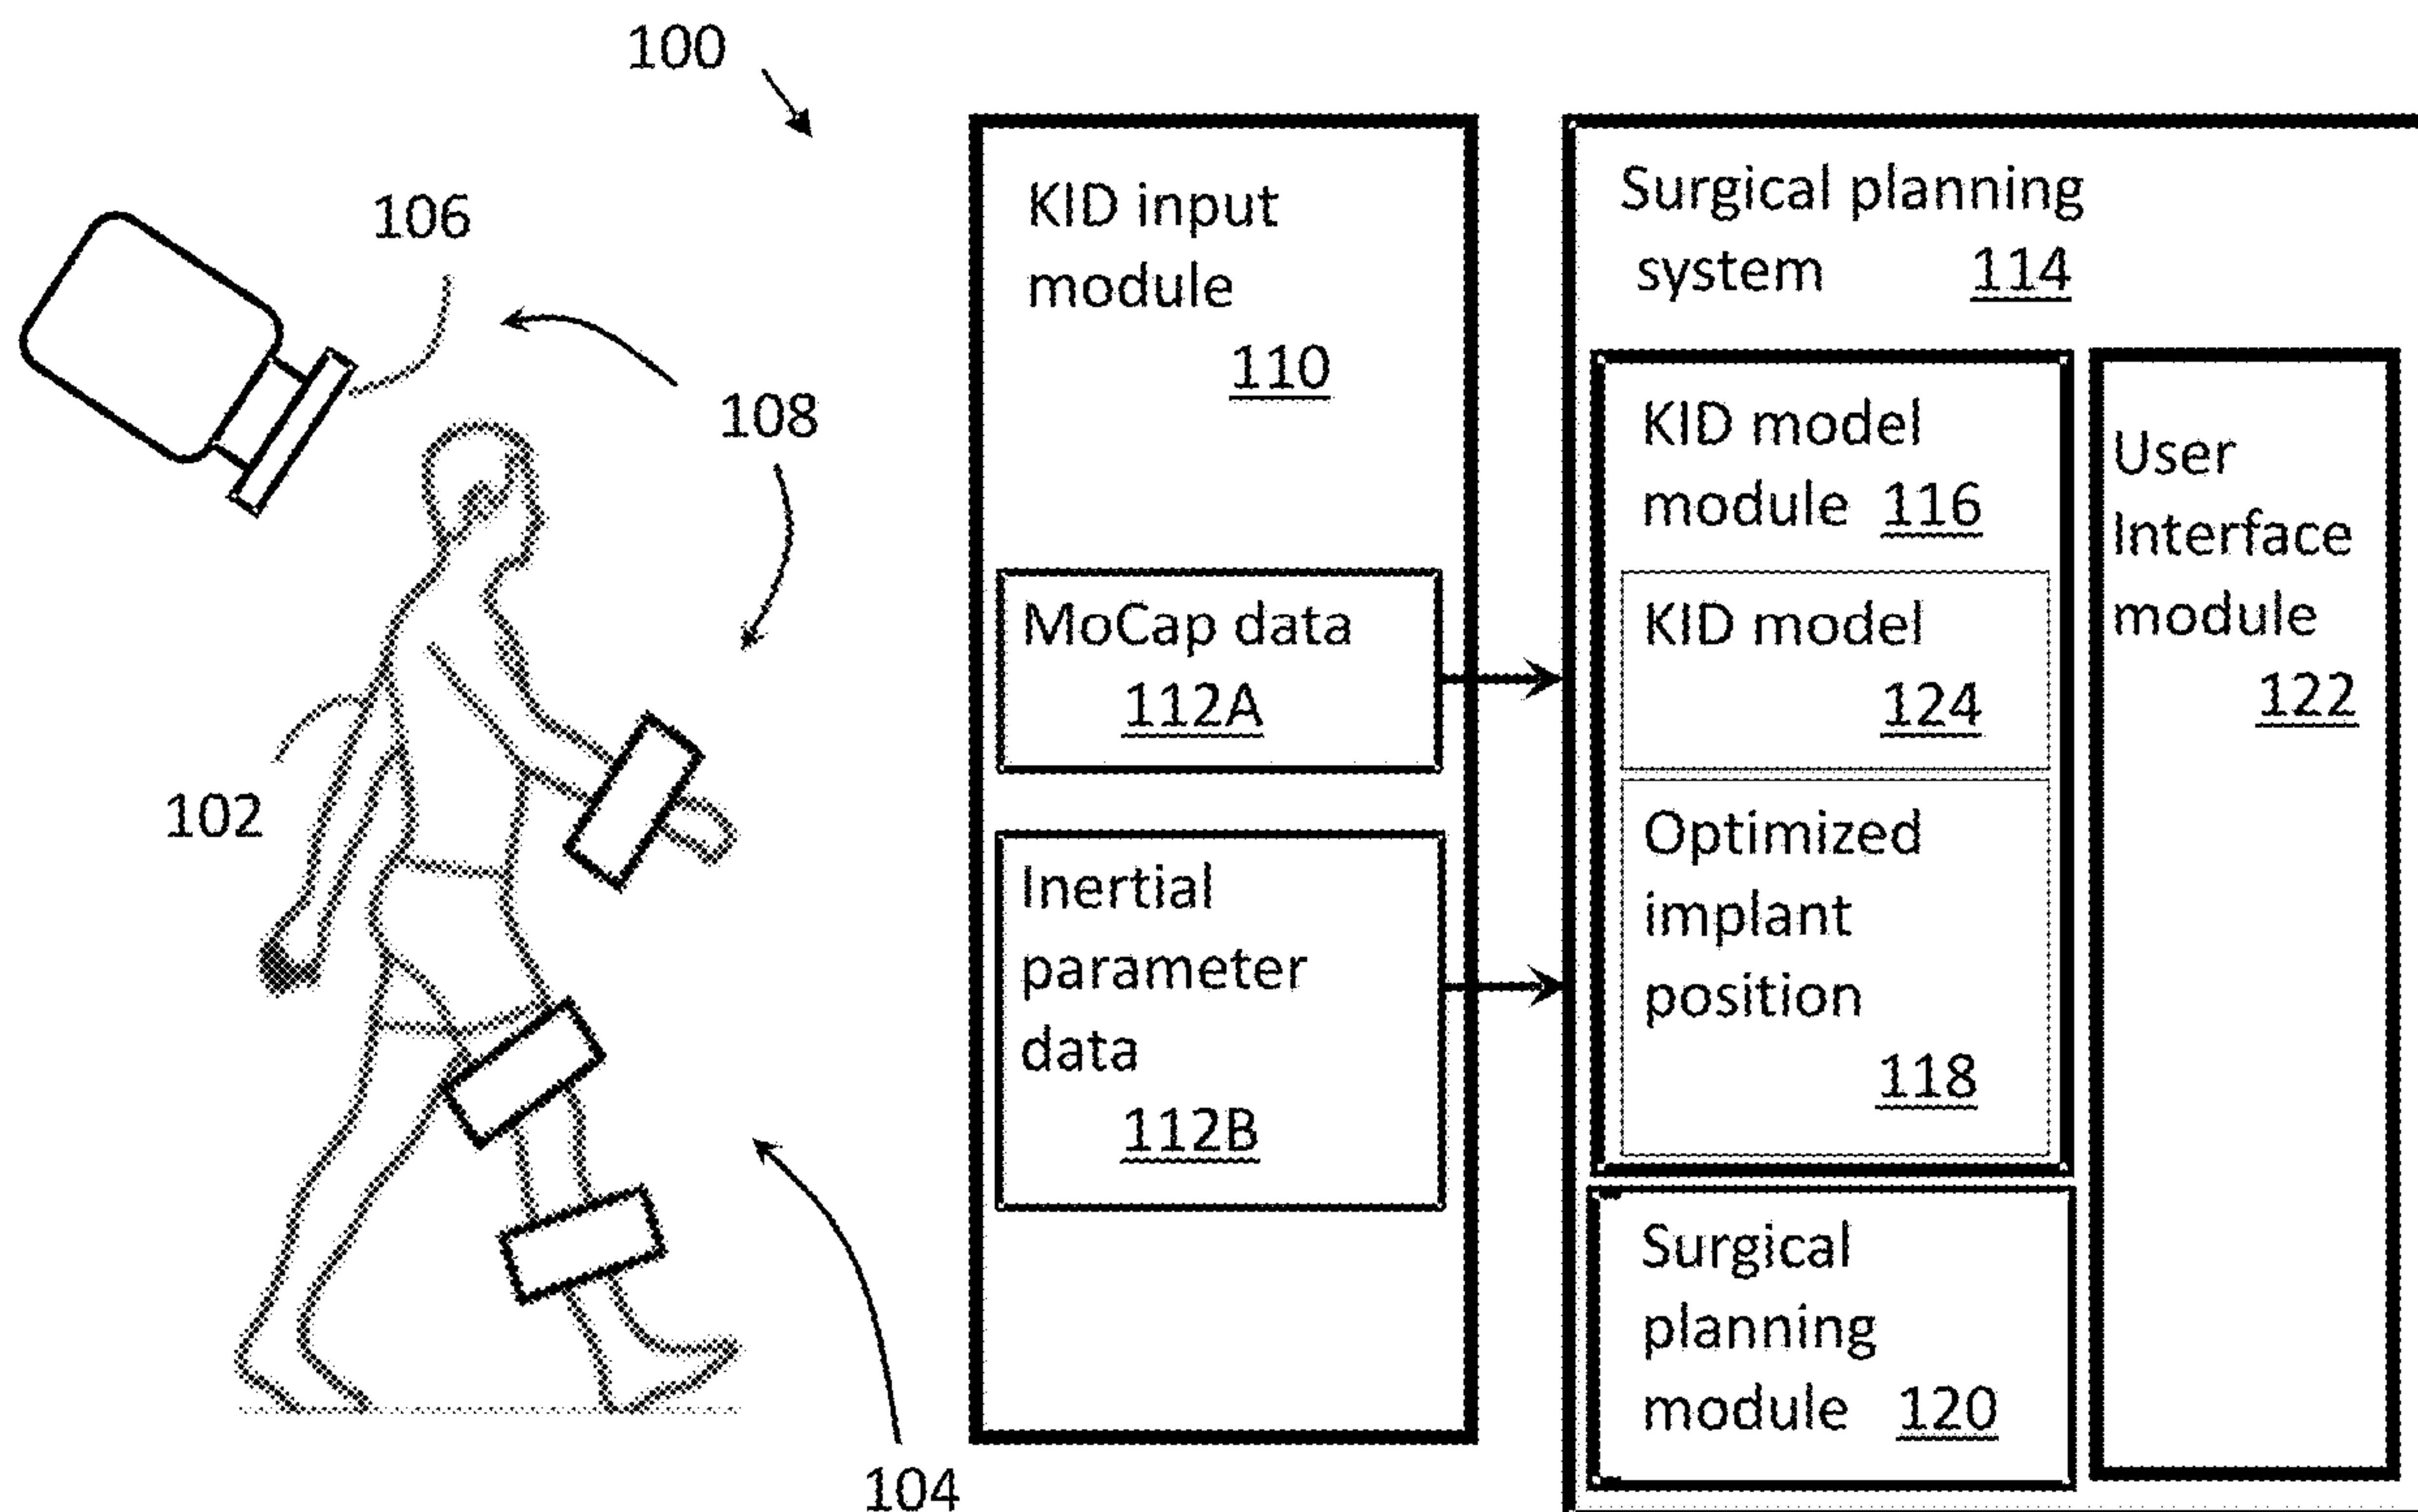 100
106
108
102
104
KID input
module
110
MoCap data
112A
Inertial
parameter
data
112B
Surgical planning
system 114
KID model
module 116
KID model
124
Optimized
implant
position
118
Surgical
planning
module 120
User
Interface
module
122